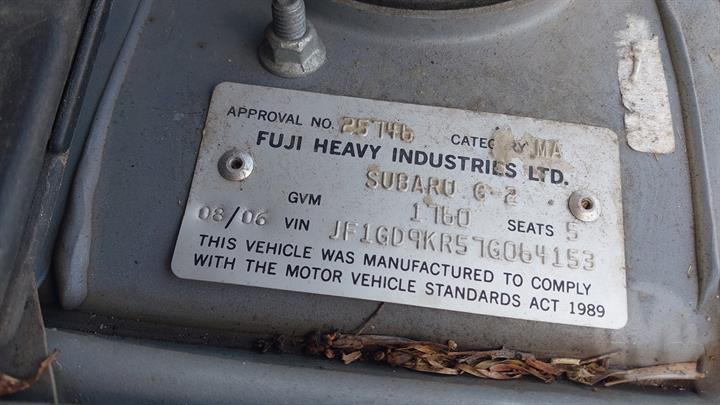 APPROVAL NO. 25746 CATEGORY MA
FUJI HEAVY INDUSTRIES LTD.
SUBARU G-2
GVM 1760 SEATS 5
08/06 VIN JF1GD9KR57G064153
THIS VEHICLE WAS MANUFACTURED TO COMPLY
WITH THE MOTOR VEHICLE STANDARDS ACT 1989